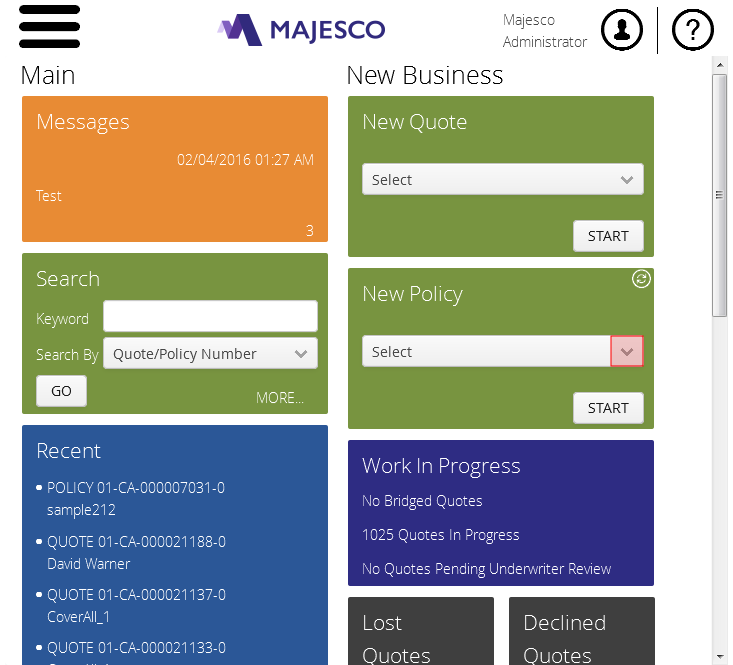 MAJESCO
Majesco
Administrator
?
Main
New Business
Messages
02/04/2016 01:27 AM
Test
3
Search
Keyword
Search By
Quote/Policy Number
GO
MORE...
Recent
POLICY 01-CA-000007031-0
sample212
QUOTE 01-CA-000021188-0
David Warner
QUOTE 01-CA-000021137-0
CoverAll_1
QUOTE 01-CA-000021133-0
New Quote
Select
START
New Policy
Select
START
Work In Progress
No Bridged Quotes
1025 Quotes In Progress
No Quotes Pending Underwriter Review
Lost
Quotes
Declined
Quotes